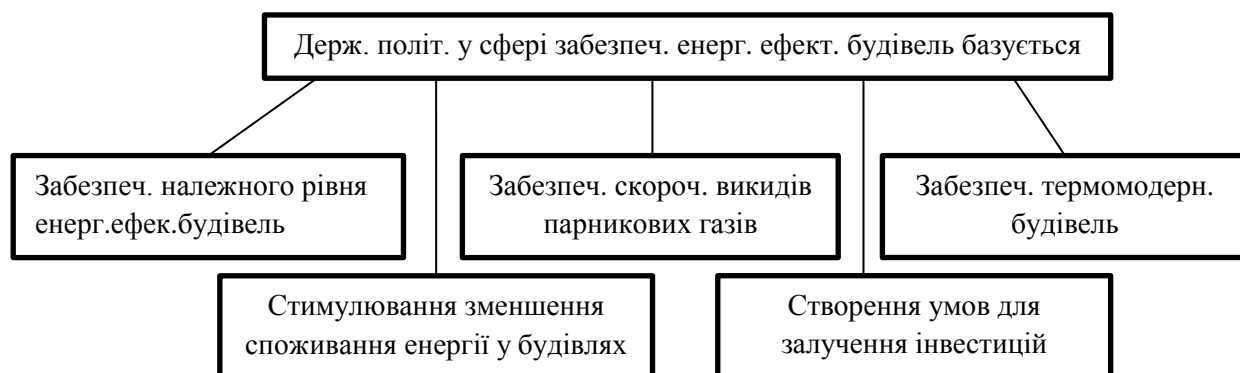 Держ. політ. у сфері забезпеч. енерг. ефект. будівель базується
Забезпеч. належного рівня
енерг.ефек.будівель
Забезпеч. скороч. викидів
парникових газів
Забезпеч. термомодерн.
будівель
Стимулювання зменшення
споживання енергії у будівлях
Створення умов для
залучення інвестицій